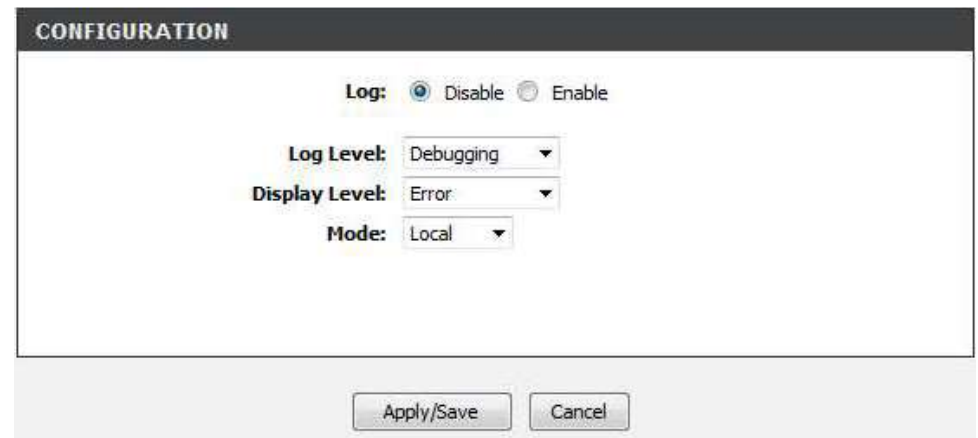 CONFIGURATION
Log: Disable Enable
Log Level: Debugging
Display Level: Error
Mode: Local
Apply/Save Cancel